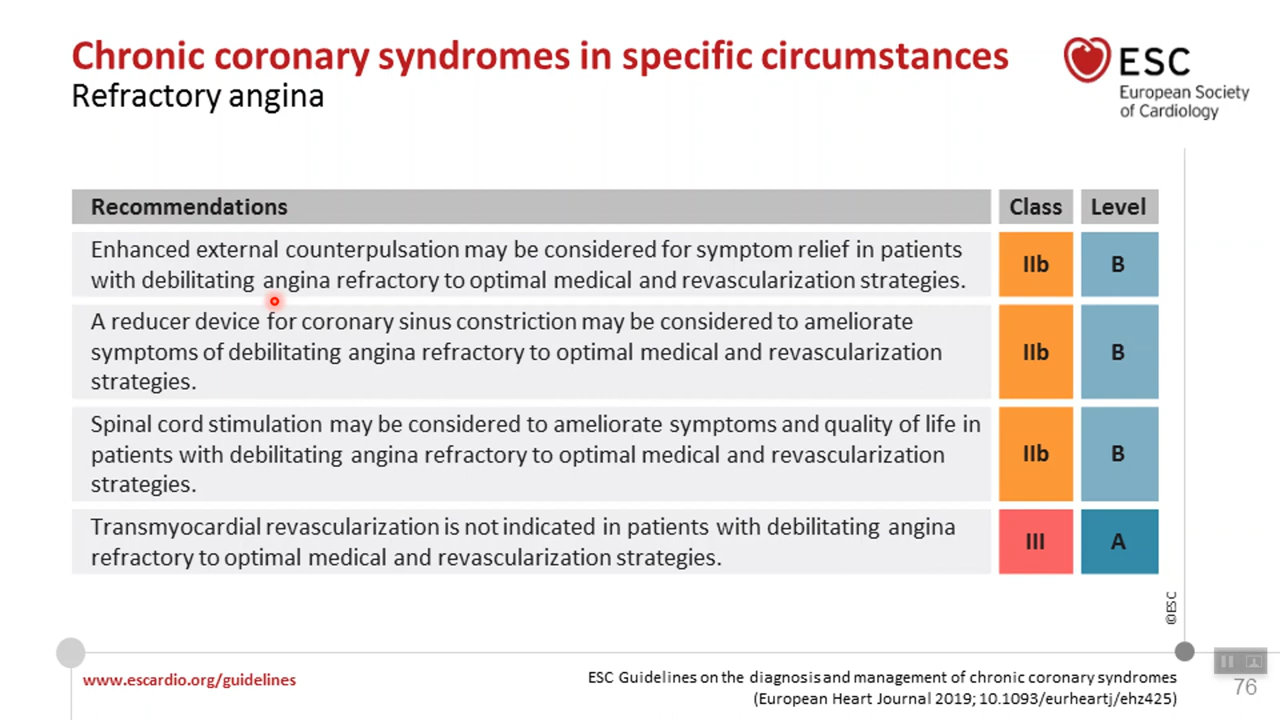 Chronic coronary syndromes in specific circumstances
Refractory angina
ESC
European Society
of Cardiology
Recommendations Class Level
Enhanced external counterpulsation may be considered for symptom relief in patients
with debilitating angina refractory to optimal medical and revascularization strategies.
IIb B
A reducer device for coronary sinus constriction may be considered to ameliorate
symptoms of debilitating angina refractory to optimal medical and revascularization
strategies.
IIb B
Spinal cord stimulation may be considered to ameliorate symptoms and quality of life in
patients with debilitating angina refractory to optimal medical and revascularization
strategies.
IIb B
Transmyocardial revascularization is not indicated in patients with debilitating angina
refractory to optimal medical and revascularization strategies.
III A
©ESC
www.escardio.org/guidelines
ESC Guidelines on the diagnosis and management of chronic coronary syndromes
(European Heart Journal 2019; 10.1093/eurheartj/ehz425)
76